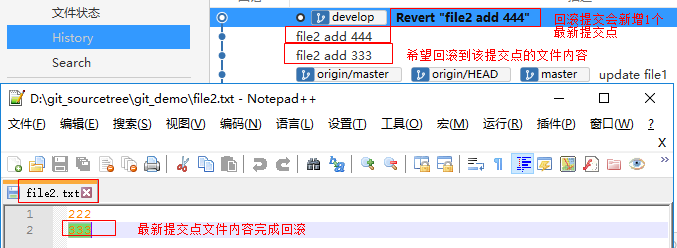 文件状态
History
Search
描述
develop Revert "file2 add 444" 回滚提交会新增1个
最新提交点
file2 add 444
file2 add 333 希望回滚到该提交点的文件内容
origin/master origin/HEAD master update file1
D:\git_sourcetree\git_demo\file2.txt - Notepad++
文件(F) 编辑(E) 搜索(S) 视图(V) 编码(N) 语言(L) 设置(T) 工具(O) 宏(M) 运行(R) 插件(P) 窗口(W) ?
X
file2.txt
1 222
2 333 最新提交点文件内容完成回滚